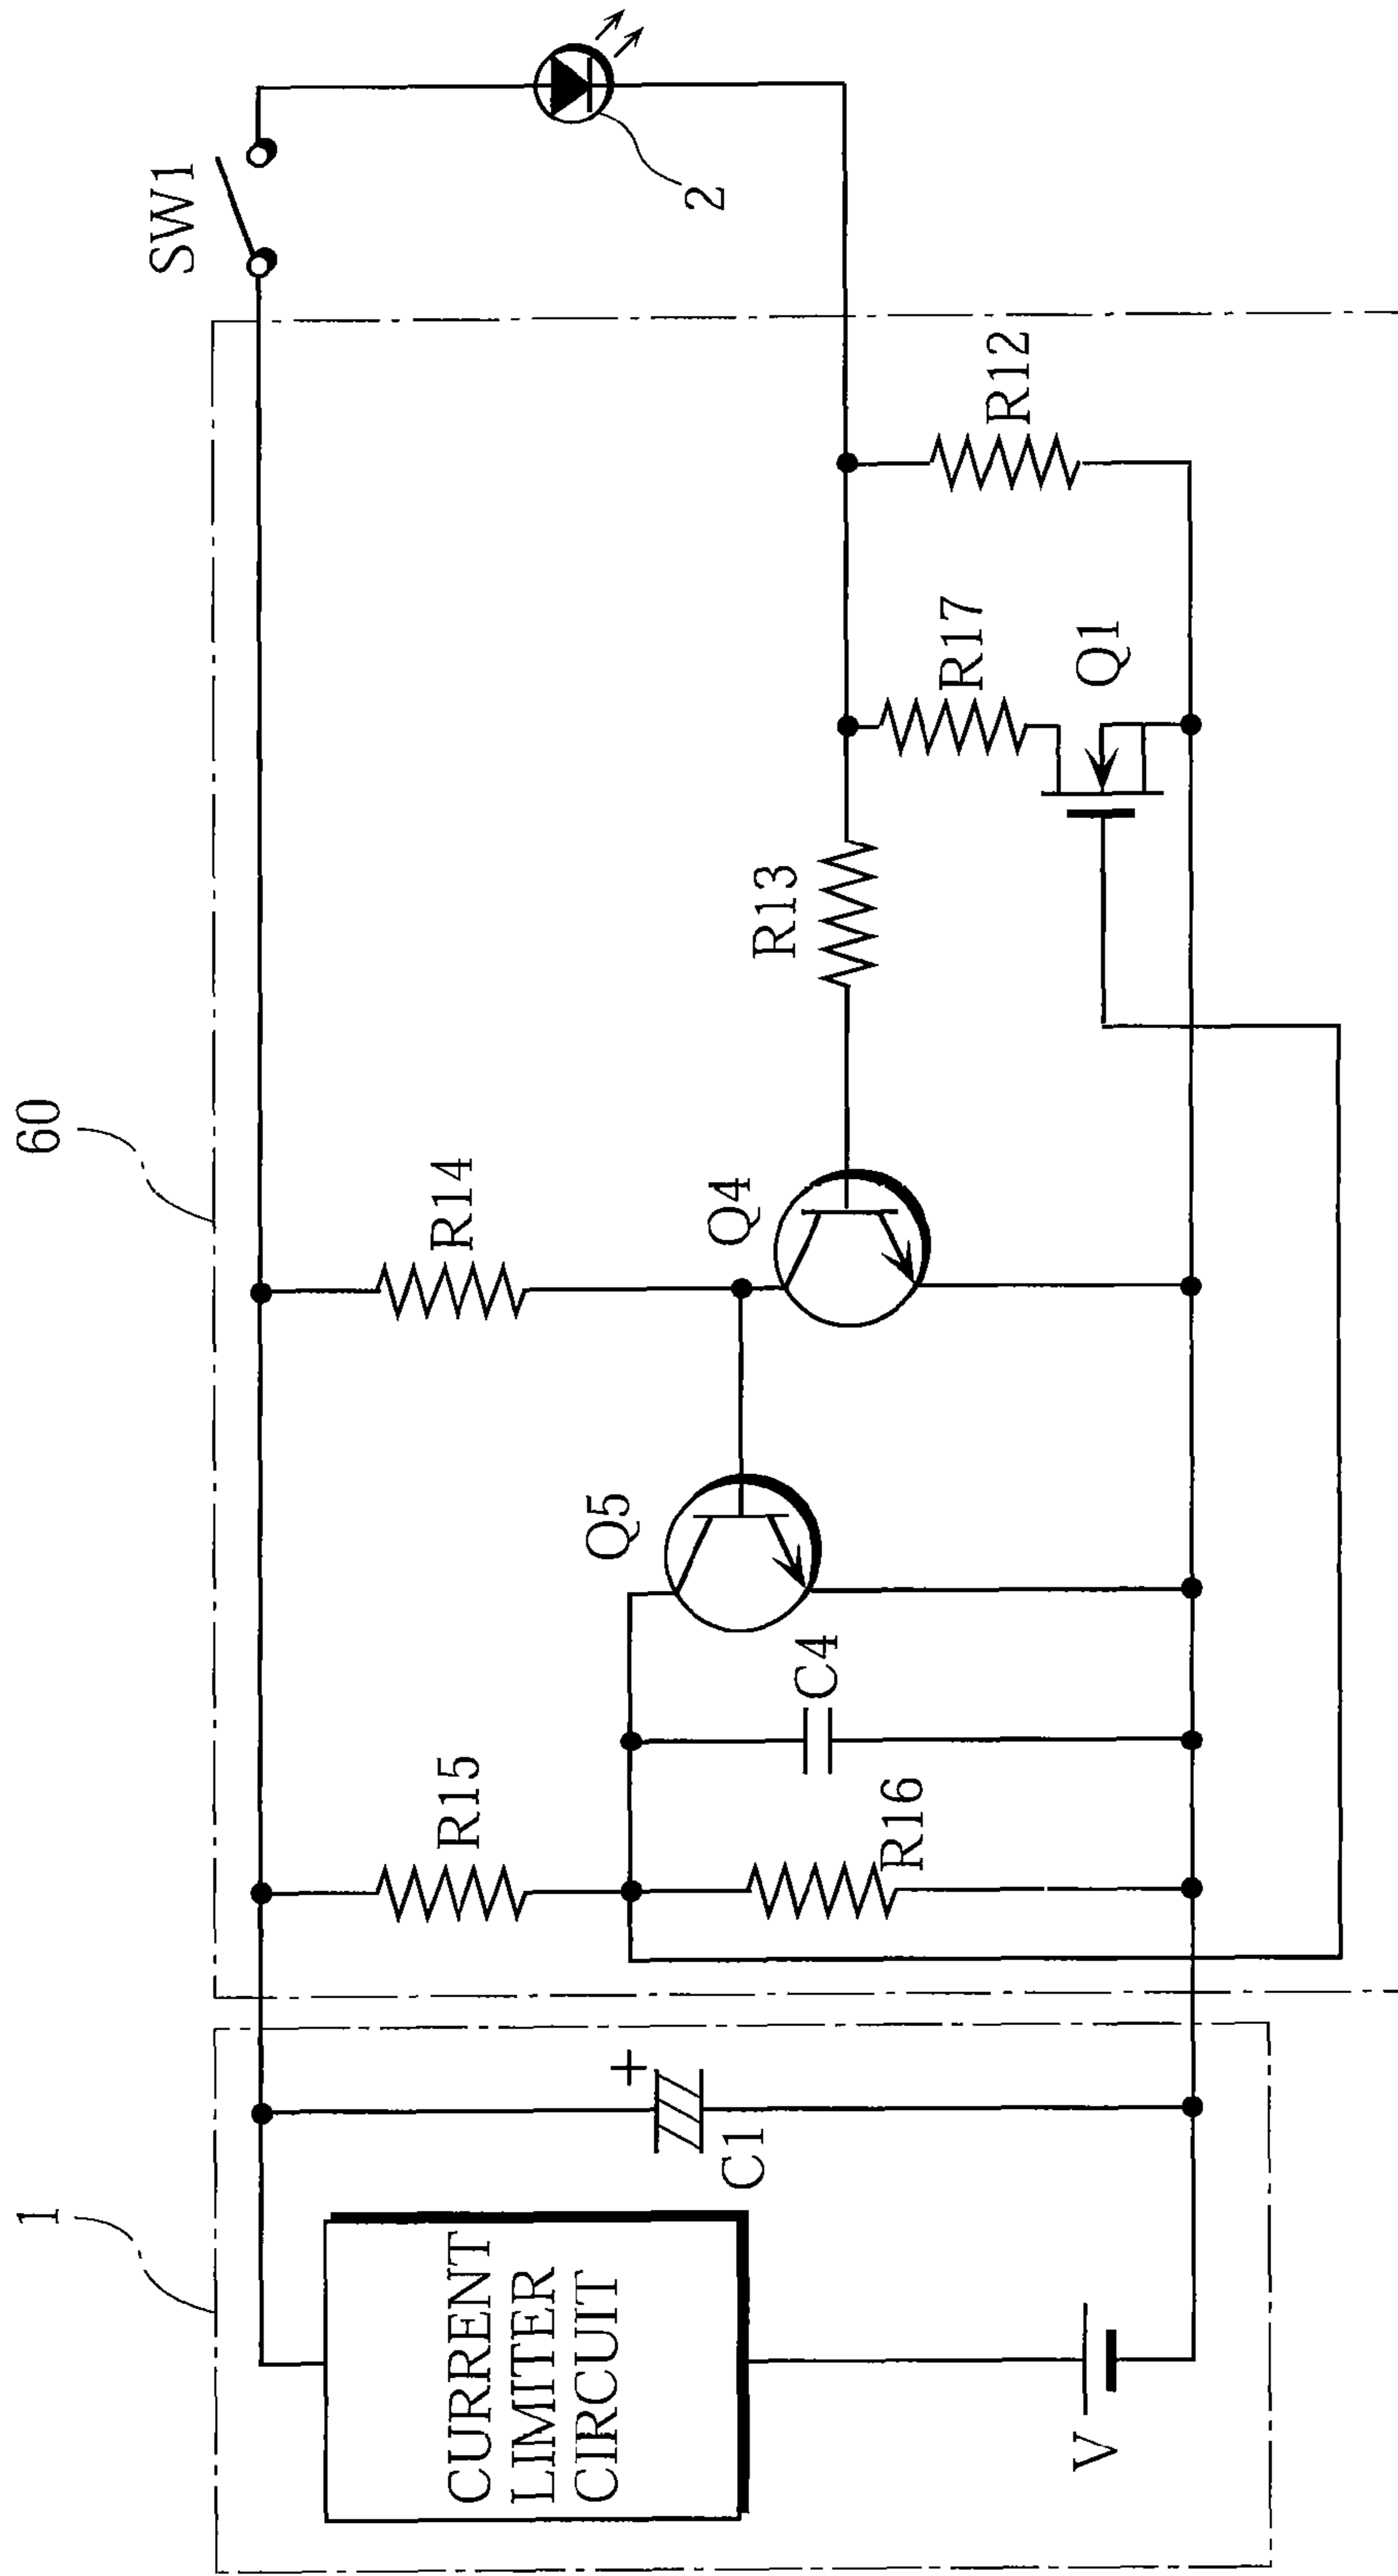 1
60
CURRENT
LIMITER
CIRCUIT
V
+
C1
R15
R16
C4
Q5
R14
Q4
R13
R17
Q1
R12
SW1
2